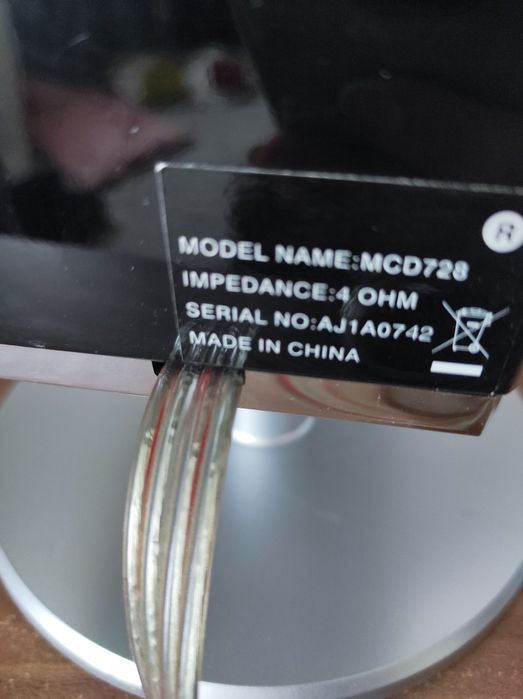 R
MODEL NAME:MCD728
IMPEDANCE:4 OHM
SERIAL NO:AJ1A0742
MADE IN CHINA